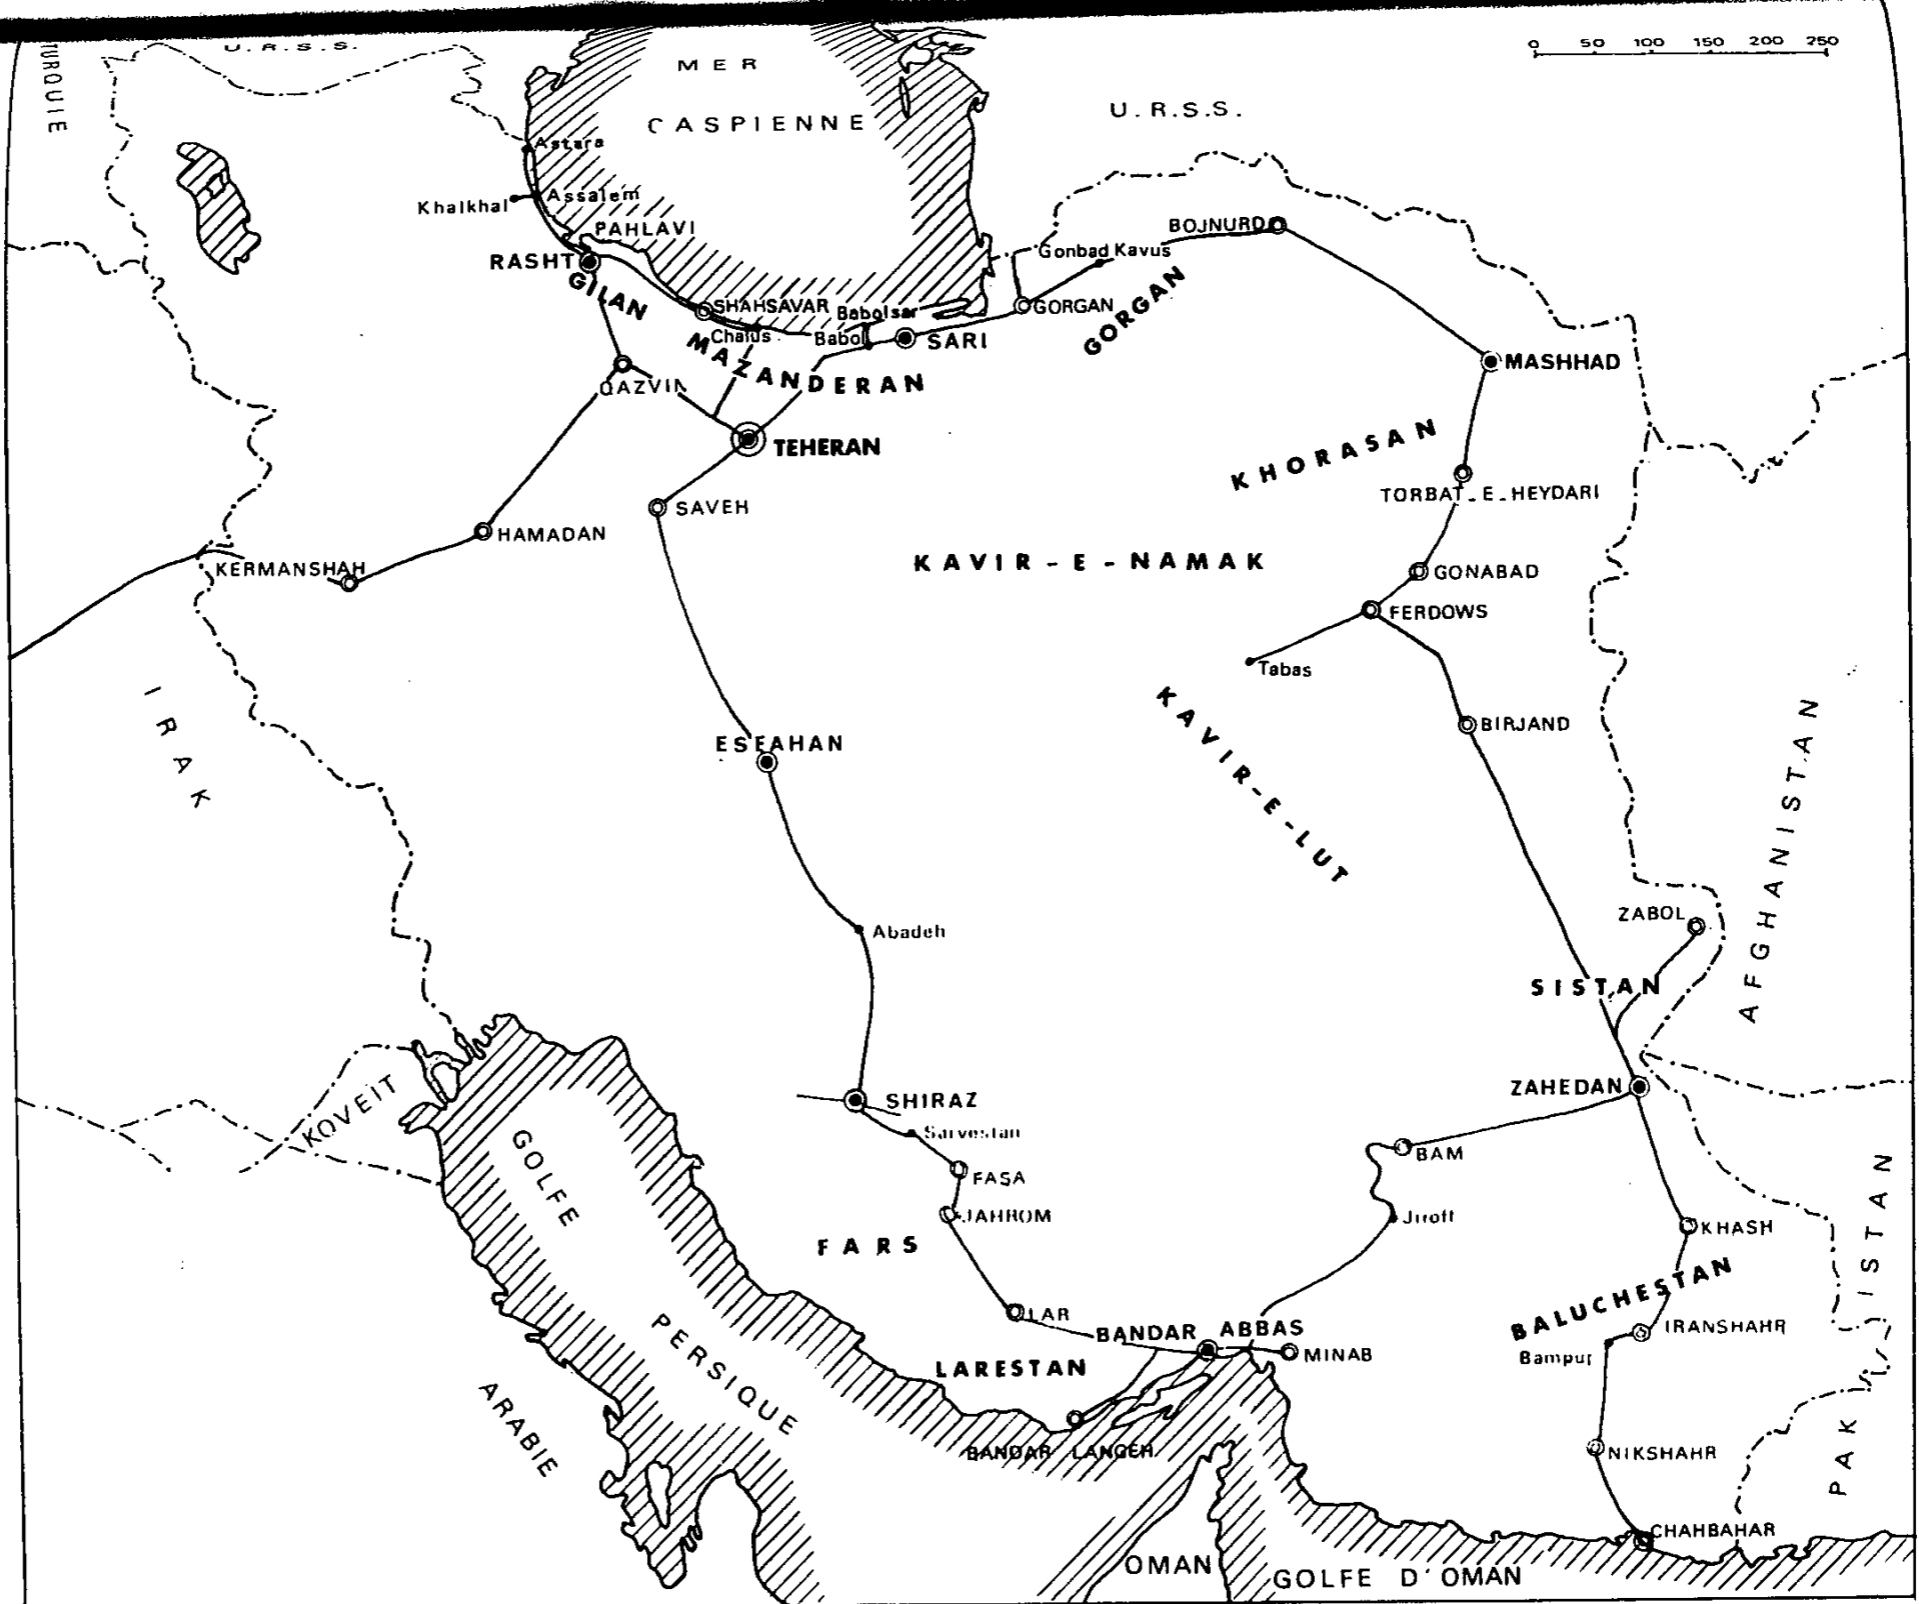 TURQUIE
U.R.S.S.
MER
CASPIENNE
U.R.S.S.
0 50 100 150 200 250
Astara
Khalkhal
Assalem
PAHLAVI
RASHT
GILAN
SHAHSAVAR
Chalus
Babolsar
Babol
SARI
MAZANDERAN
Gonbad Kavus
BOJNURD
GORGAN
GORGAN
QAZVIN
TEHERAN
MASHHAD
KHORASAN
SAVEH
HAMADAN
KERMANSHAH
TORBAT-E-HEYDARI
KAVIR-E-NAMAK
GONABAD
FERDOWS
Tabas
IRAK
KAVIR-E-LUT
BIRJAND
ESFAHAN
AFGHANISTAN
Abadeh
ZABOL
SISTAN
KOVEIT
SHIRAZ
ZAHEDAN
Sarvestan
FASA
JAHROM
BAM
Jiroft
GOLFE
PERSIQUE
FARS
KHASH
PAKISTAN
BALUCHESTAN
LAR
BANDAR ABBAS
MINAB
IRANSHAHR
Bampur
LARESTAN
ARABIE
BANDAR LANGEH
NIKSHAHR
CHAHBAHAR
OMAN
GOLFE D'OMAN